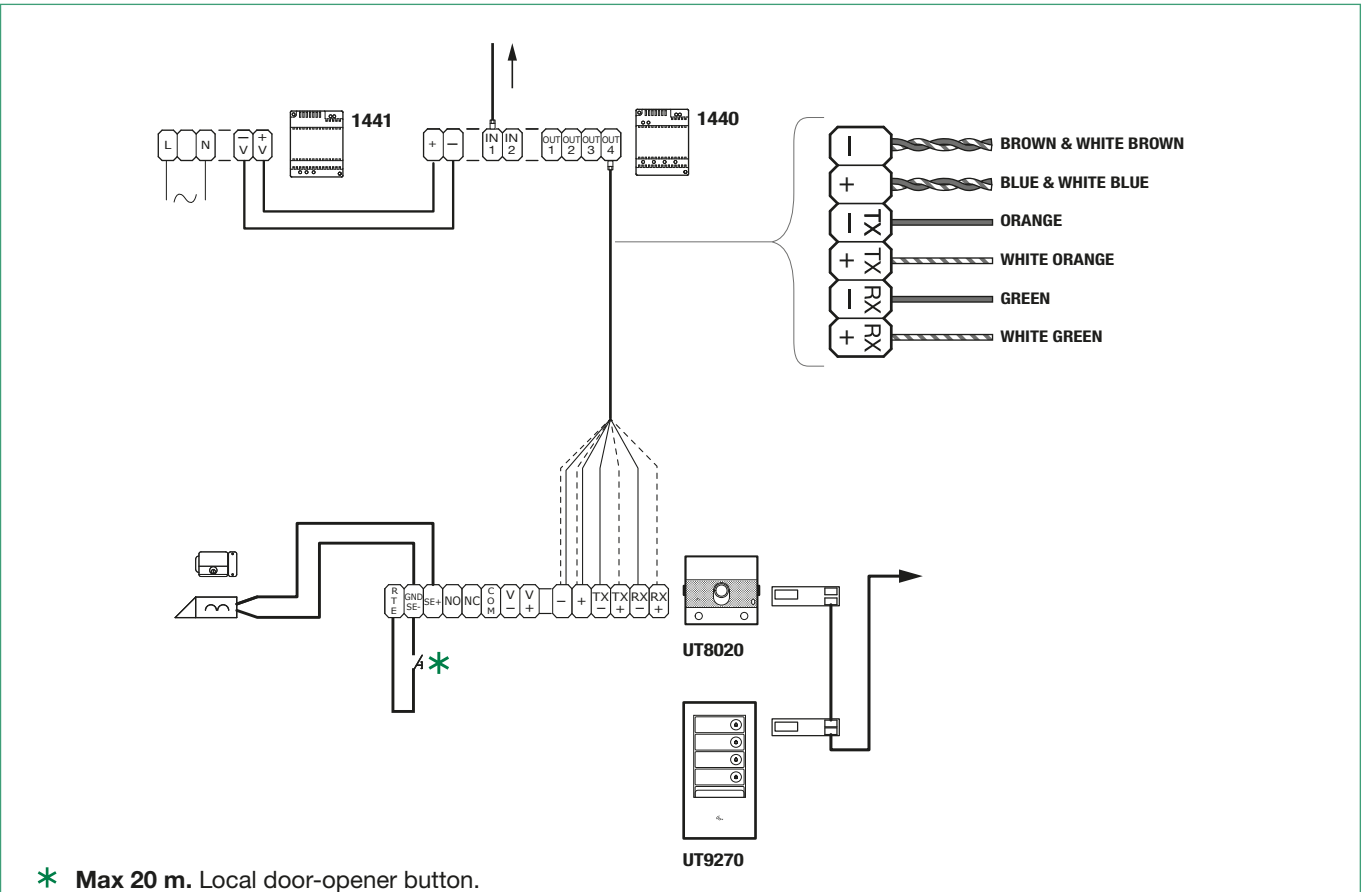 1441
1440
L N − V + V
+ − IN 1 IN 2 OUT 1 OUT 2 OUT 3 OUT 4
− BROWN & WHITE BROWN
+ BLUE & WHITE BLUE
− TX ORANGE
+ TX WHITE ORANGE
− RX GREEN
+ RX WHITE GREEN
RTE GND SE- SE+ NO NC COM V − V + − + TX − TX + RX − RX +
UT8020
*
UT9270
* Max 20 m. Local door-opener button.